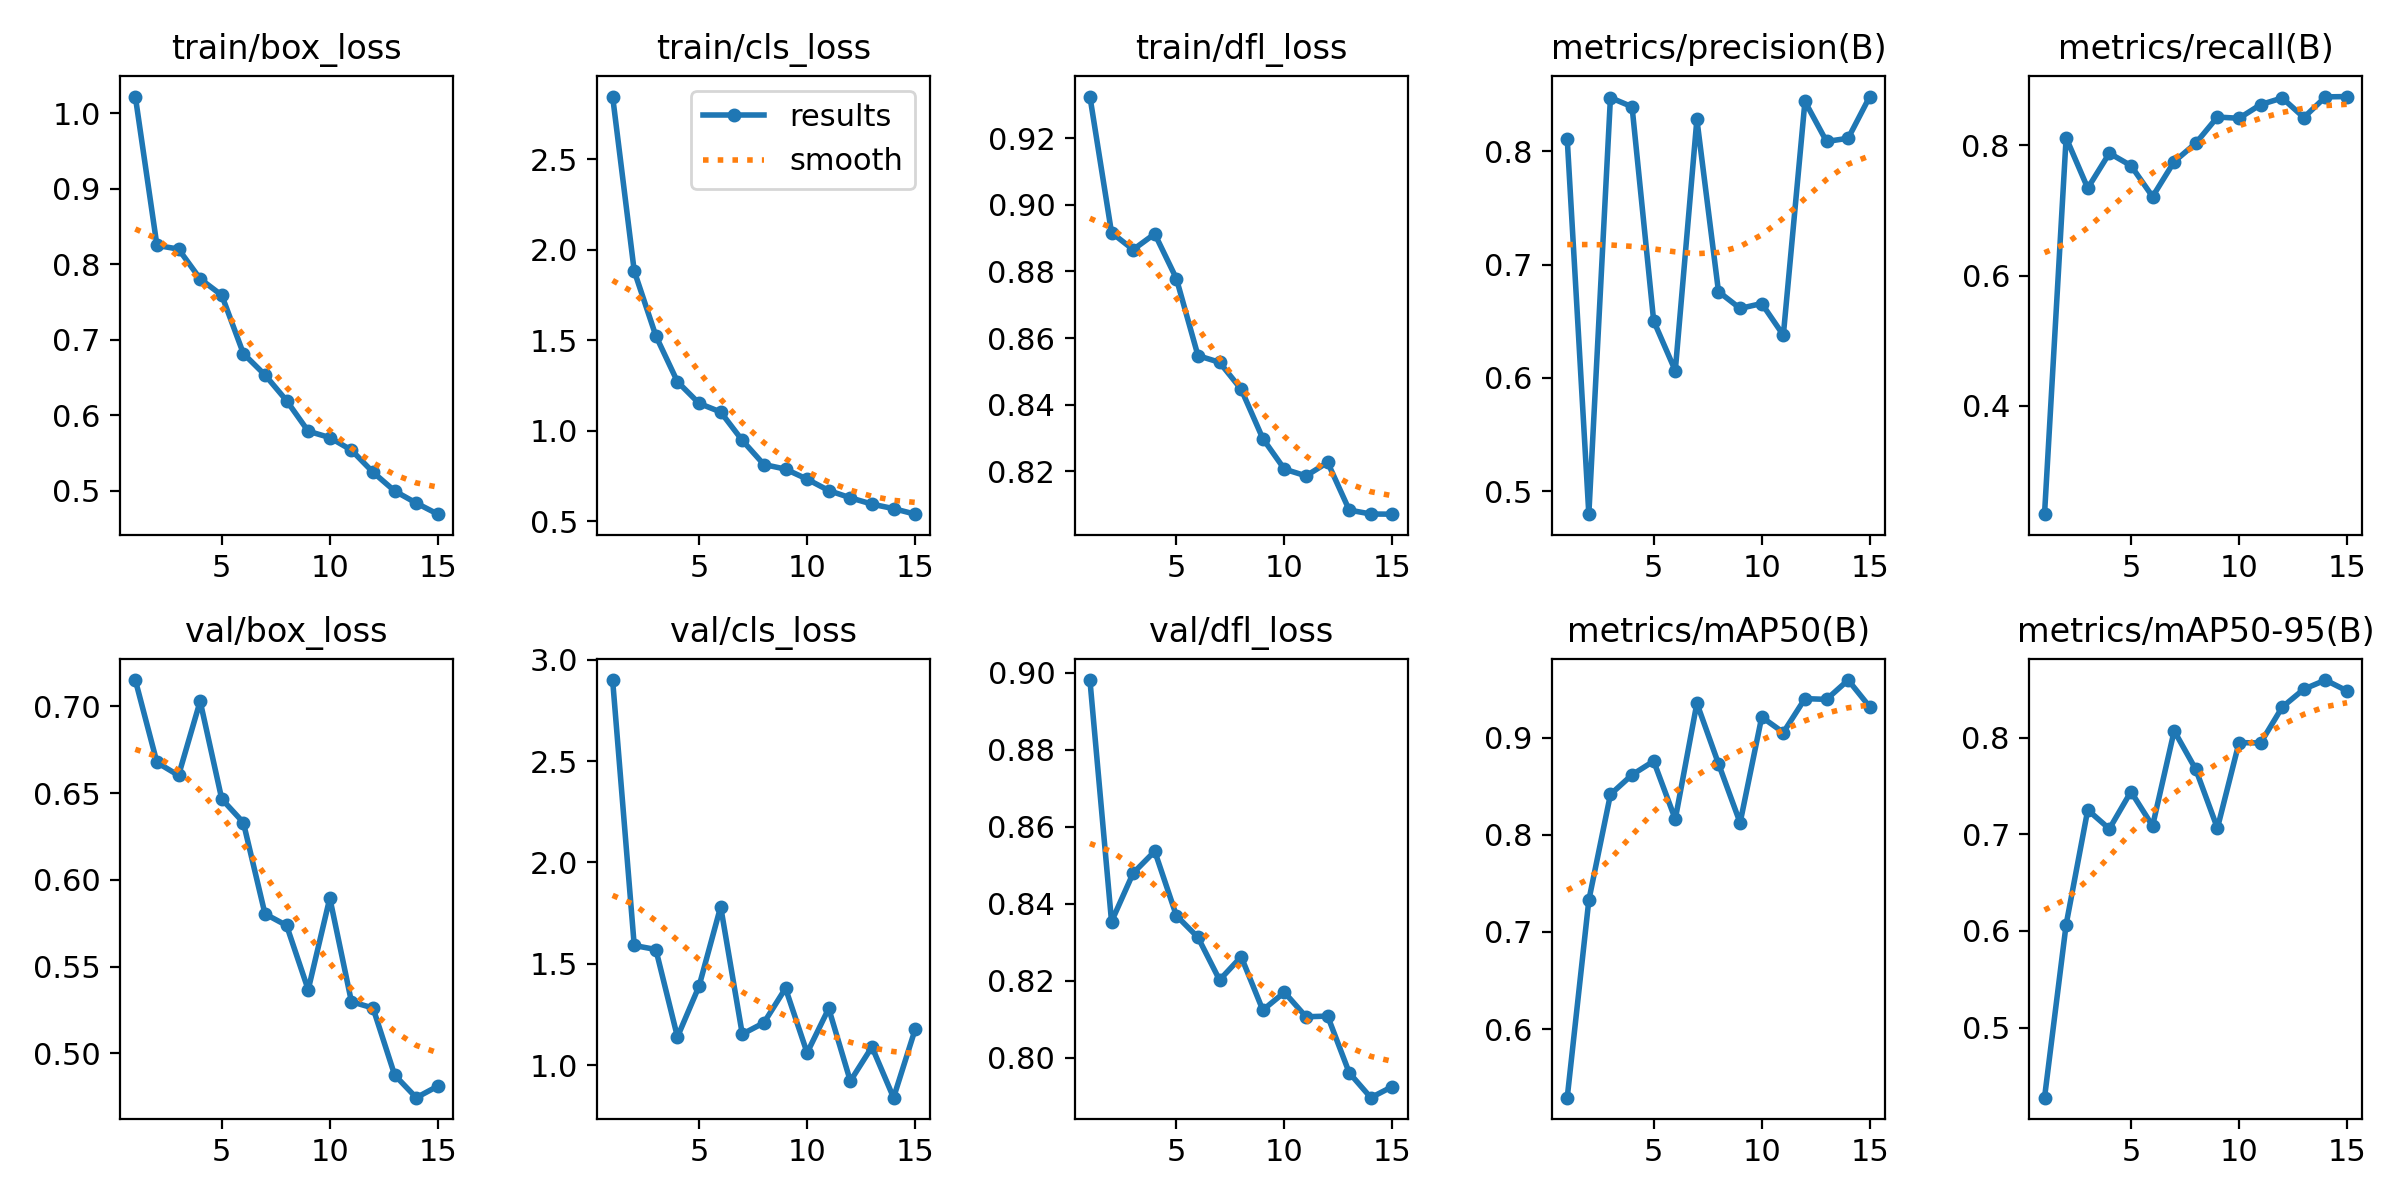 train/box_loss
1.0
0.9
0.8
0.7
0.6
0.5
5 10 15
train/cls_loss
results
smooth
2.5
2.0
1.5
1.0
0.5
5 10 15
train/dfl_loss
0.92
0.90
0.88
0.86
0.84
0.82
5 10 15
metrics/precision(B)
0.8
0.7
0.6
0.5
5 10 15
metrics/recall(B)
0.8
0.6
0.4
5 10 15
val/box_loss
0.70
0.65
0.60
0.55
0.50
5 10 15
val/cls_loss
3.0
2.5
2.0
1.5
1.0
5 10 15
val/dfl_loss
0.90
0.88
0.86
0.84
0.82
0.80
5 10 15
metrics/mAP50(B)
0.9
0.8
0.7
0.6
5 10 15
metrics/mAP50-95(B)
0.8
0.7
0.6
0.5
5 10 15